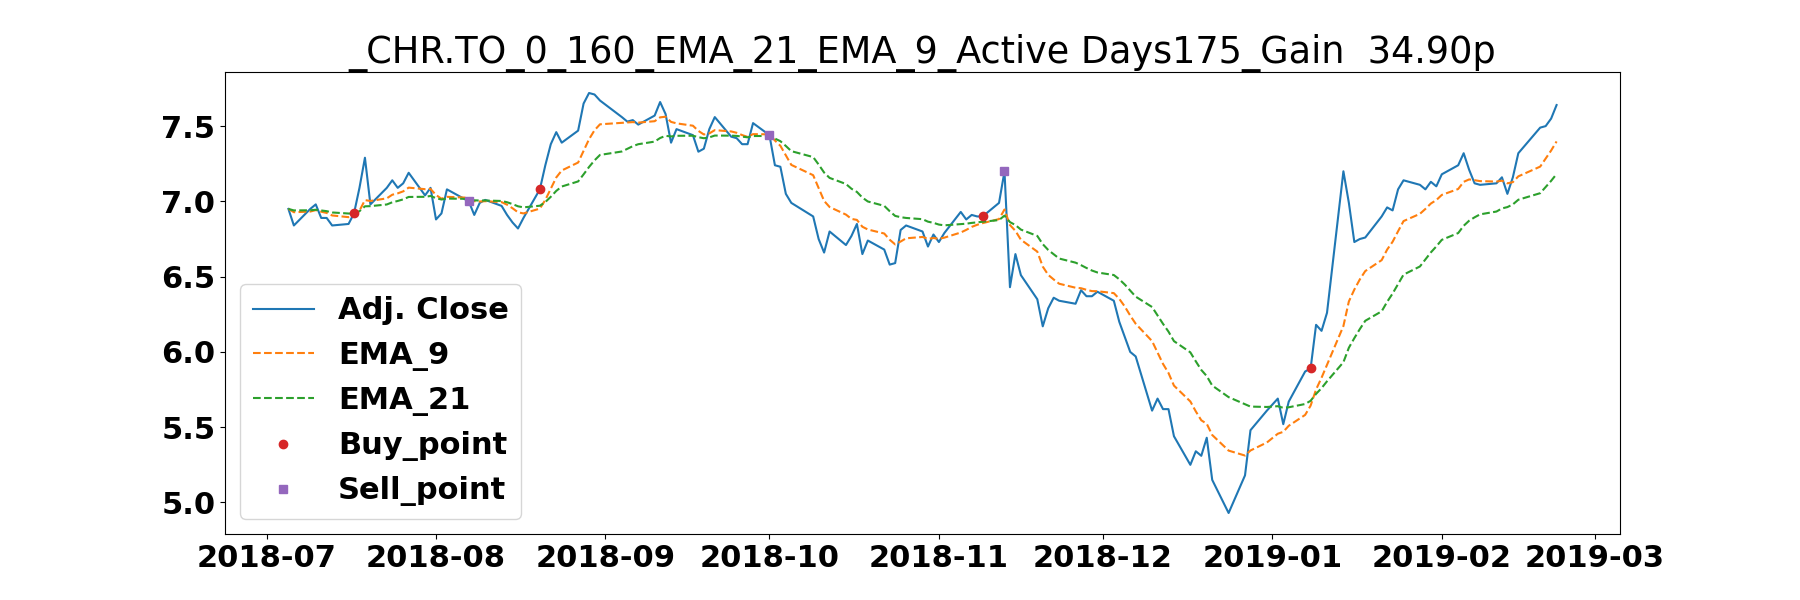 _CHR.TO_0_160_EMA_21_EMA_9_Active Days175_Gain  34.90p
7.5
7.0
6.5
6.0
5.5
5.0
Adj. Close
EMA_9
EMA_21
Buy_point
Sell_point
2018-07 2018-08 2018-09 2018-10 2018-11 2018-12 2019-01 2019-02 2019-03